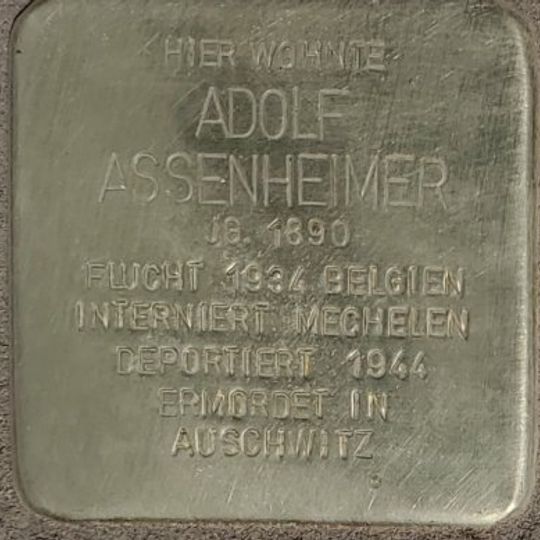 HIER WOHNTE
ADOLF
ASSENHEIMER
JG. 1890
FLUCHT 1934 BELGIEN
INTERNIERT MECHELEN
DEPORTIERT 1944
ERMORDET IN
AUSCHWITZ